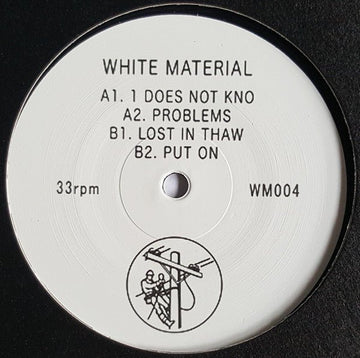 WHITE MATERIAL
A1. 1 DOES NOT KNO
A2. PROBLEMS
B1. LOST IN THAW
B2. PUT ON
33rpm WM004